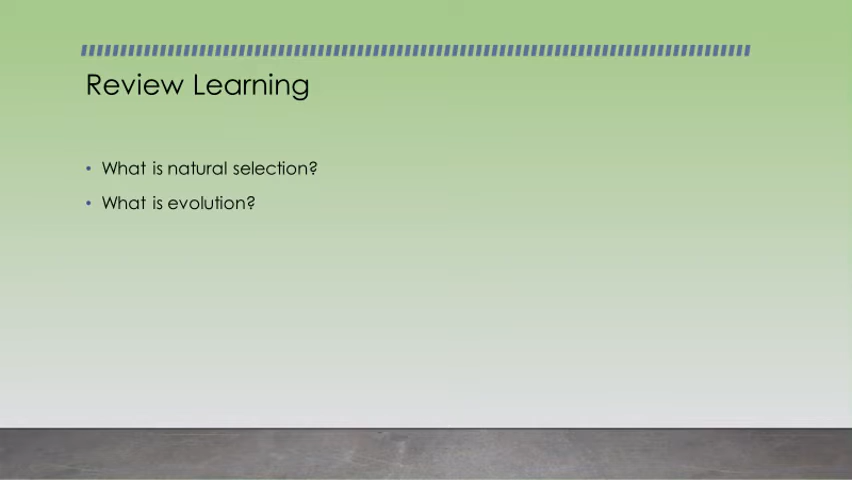 Review Learning
• What is natural selection?
• What is evolution?